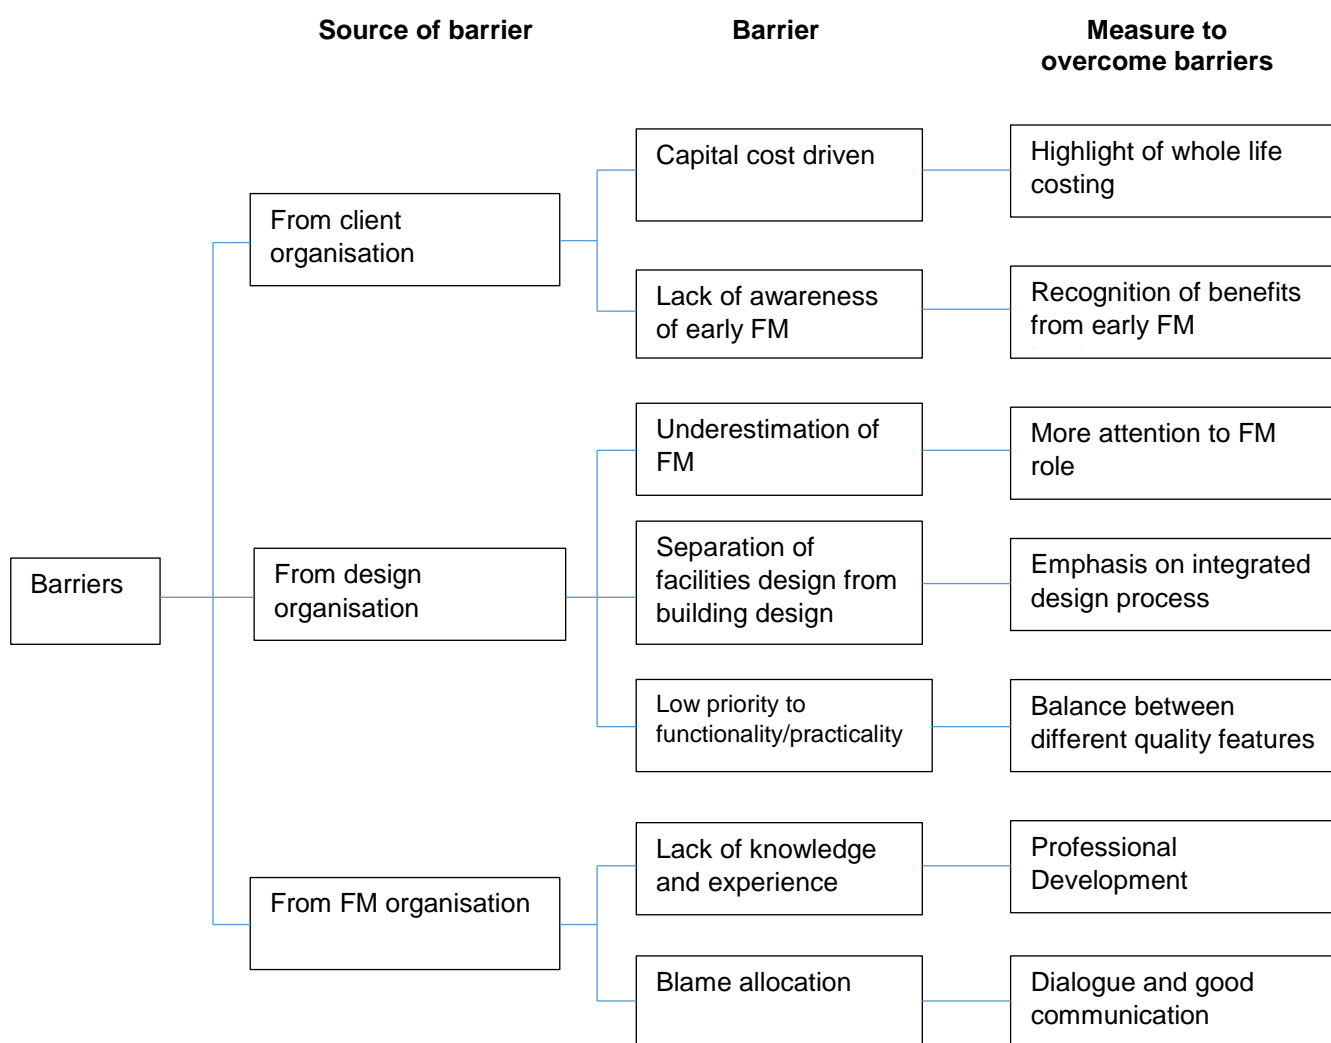 Source of barrier
Barrier
Measure to
overcome barriers
Capital cost driven
Highlight of whole life
costing
From client
organisation
Lack of awareness
of early FM
Recognition of benefits
from early FM
Underestimation of
FM
More attention to FM
role
Barriers
From design
organisation
Separation of
facilities design from
building design
Emphasis on integrated
design process
Low priority to
functionality/practicality
Balance between
different quality features
From FM organisation
Lack of knowledge
and experience
Professional
Development
Blame allocation
Dialogue and good
communication